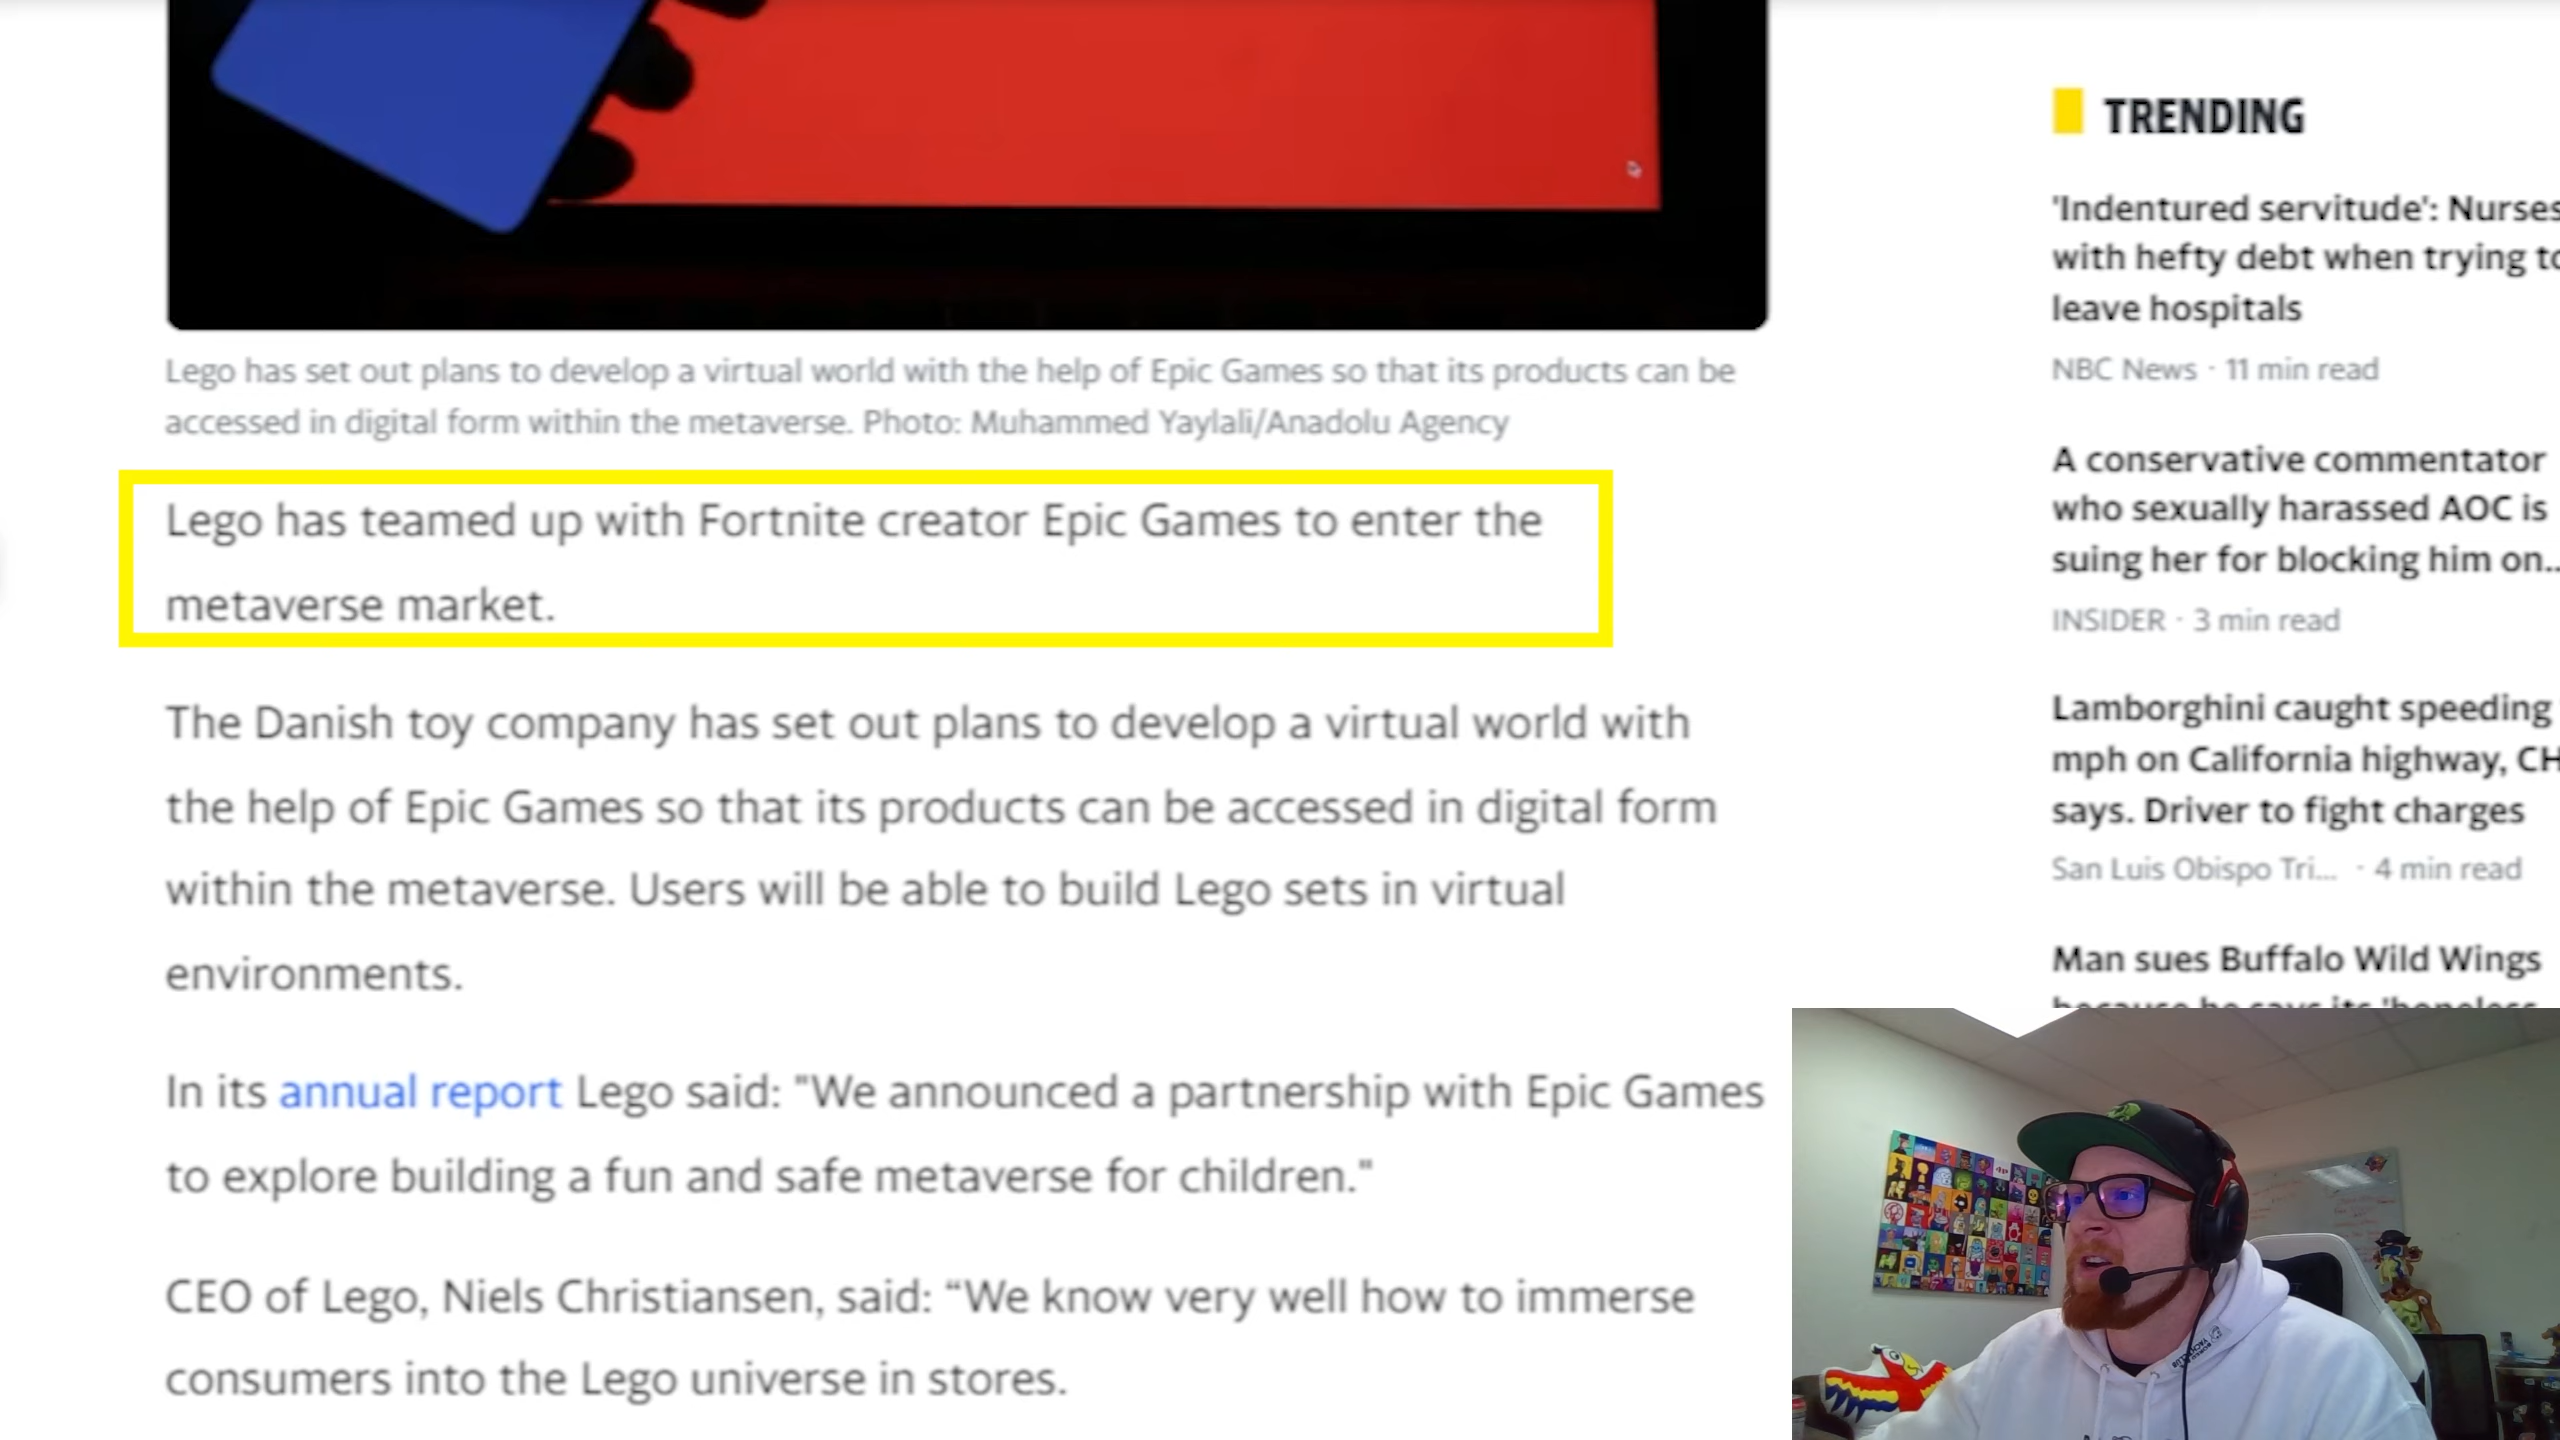 Lego has set out plans to develop a virtual world with the help of Epic Games so that its products can be
accessed in digital form within the metaverse. Photo: Muhammed Yaylali/Anadolu Agency
Lego has teamed up with Fortnite creator Epic Games to enter the
metaverse market.
The Danish toy company has set out plans to develop a virtual world with
the help of Epic Games so that its products can be accessed in digital form
within the metaverse. Users will be able to build Lego sets in virtual
environments.
In its annual report Lego said: "We announced a partnership with Epic Games
to explore building a fun and safe metaverse for children."
CEO of Lego, Niels Christiansen, said: “We know very well how to immerse
consumers into the Lego universe in stores.
TRENDING
'Indentured servitude': Nurses
with hefty debt when trying to
leave hospitals
NBC News · 11 min read
A conservative commentator
who sexually harassed AOC is
suing her for blocking him on...
INSIDER · 3 min read
Lamborghini caught speeding
mph on California highway, CH
says. Driver to fight charges
San Luis Obispo Tri... · 4 min read
Man sues Buffalo Wild Wings
because he says its 'boneless